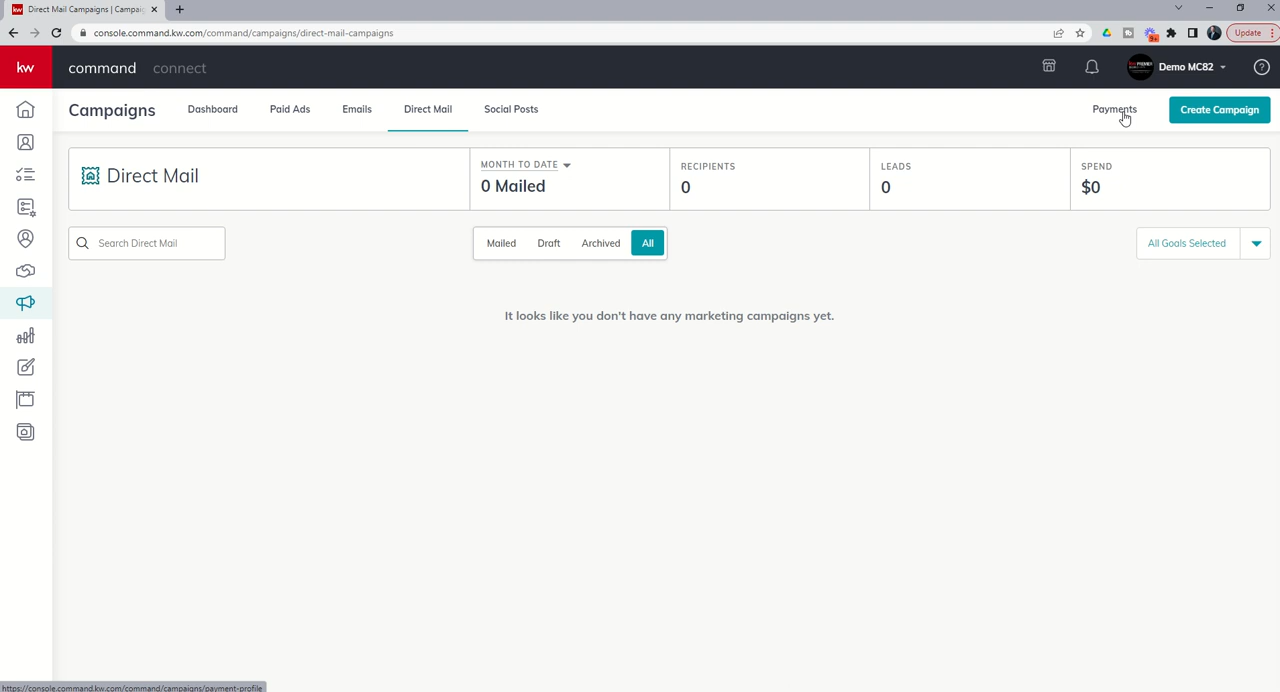 Direct Mail Campaigns | Campai
console.command.kw.com/command/campaigns/direct-mail-campaigns
9+
Update
kw
command
connect
Demo MC82
?
Campaigns
Dashboard
Paid Ads
Emails
Direct Mail
Social Posts
Payments
Create Campaign
Direct Mail
MONTH TO DATE
0 Mailed
RECIPIENTS
0
LEADS
0
SPEND
$0
Search Direct Mail
Mailed
Draft
Archived
All
All Goals Selected
It looks like you don't have any marketing campaigns yet.
https://console.command.kw.com/command/campaigns/payment-profile